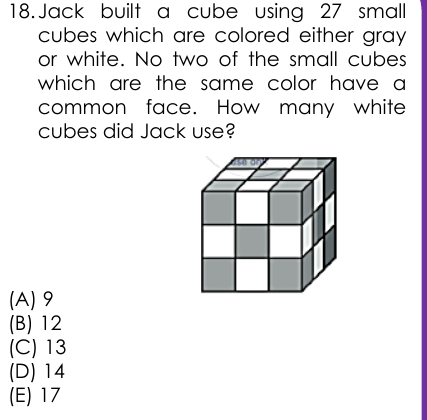 18. Jack built a cube using 27 small
cubes which are colored either gray
or white. No two of the small cubes
which are the same color have a
common face. How many white
cubes did Jack use?
(A) 9
(B) 12
(C) 13
(D) 14
(E) 17